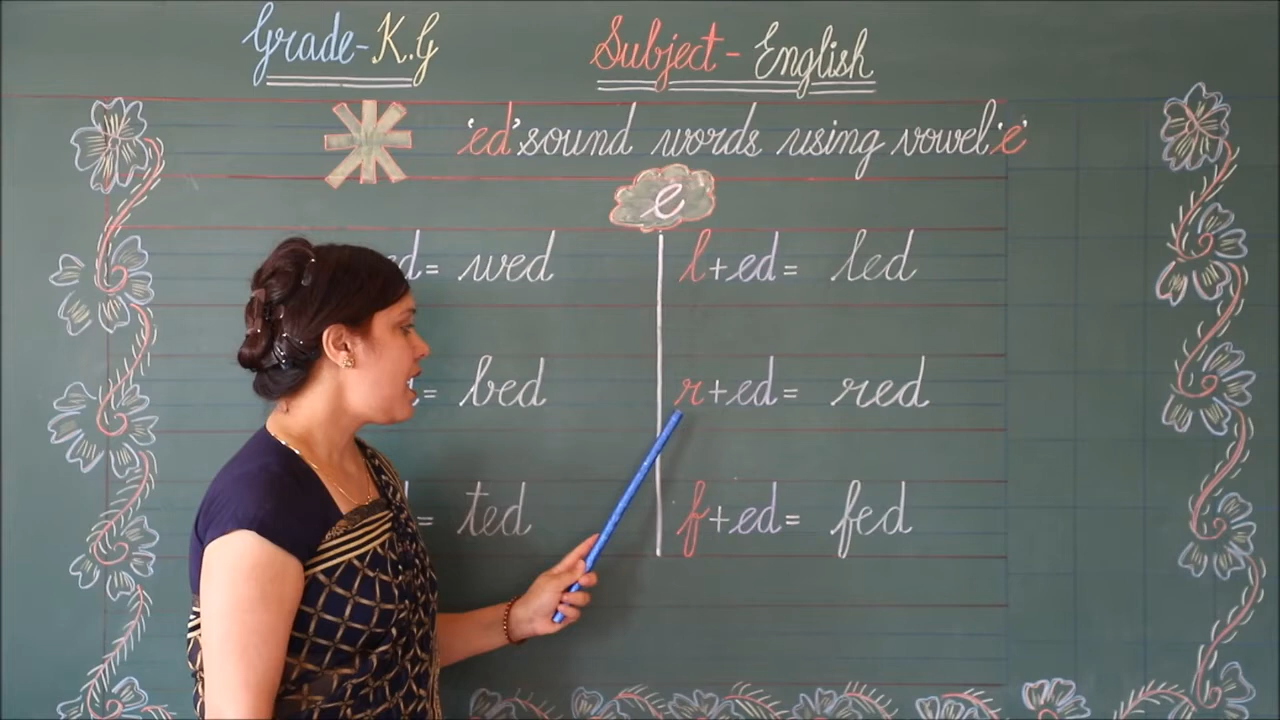 Grade-K.G Subject-English
'ed' sound words using vowel 'e'
e
ed= wed l+ed= led
= bed r+ed= red
= ted f+ed= fed